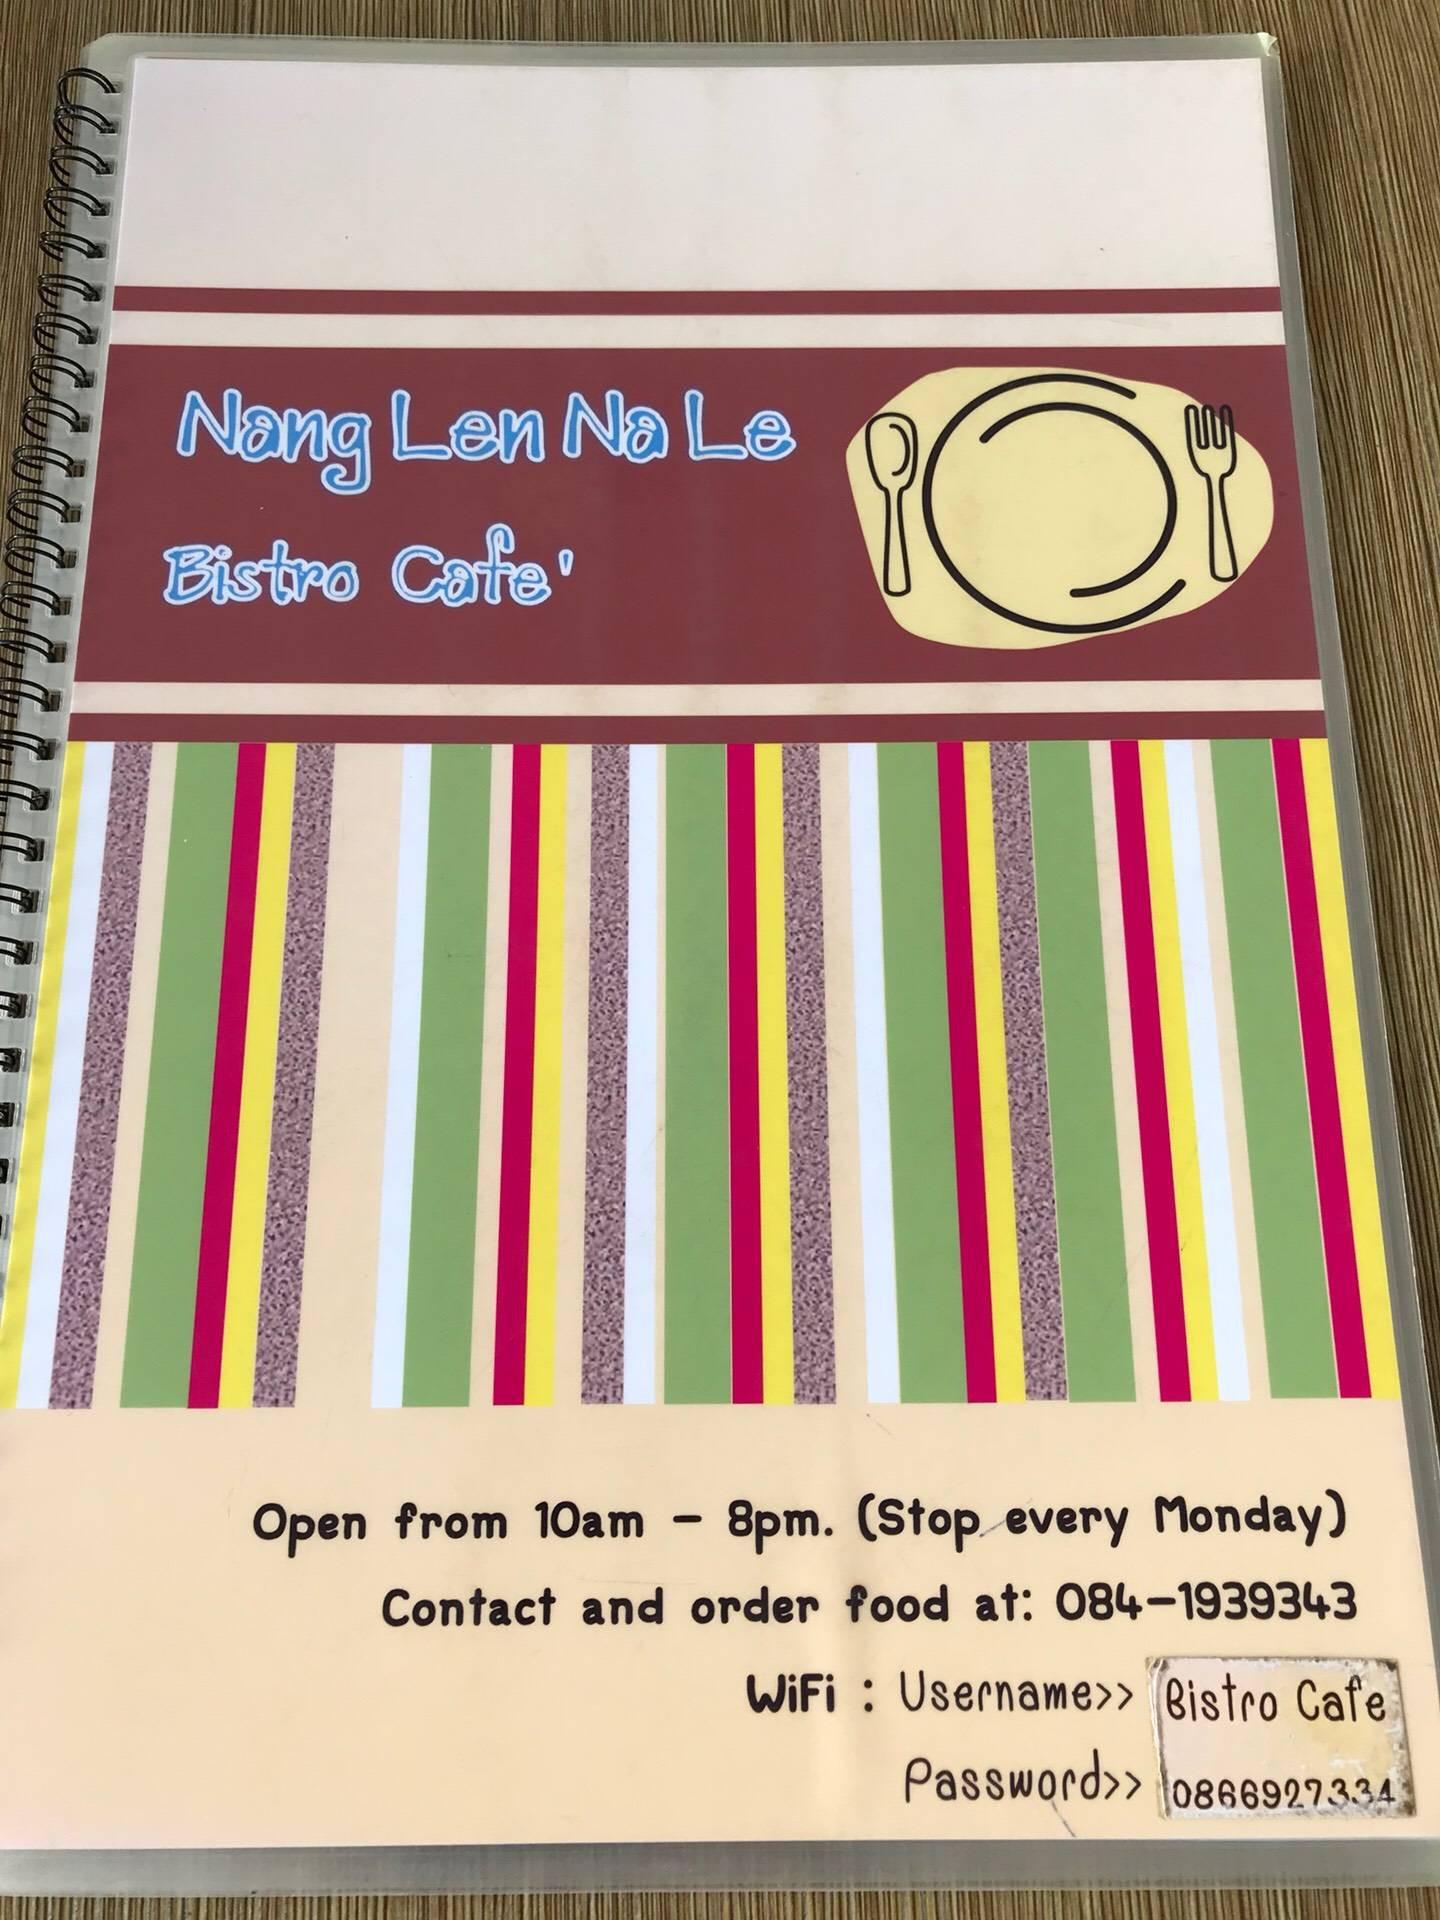 Nang Len Na Le
Bistro Cafe'
Open from 10am - 8pm. (Stop every Monday)
Contact and order food at: 084-1939343
WiFi : Username>> Bistro Cafe
Password>> 0866927334